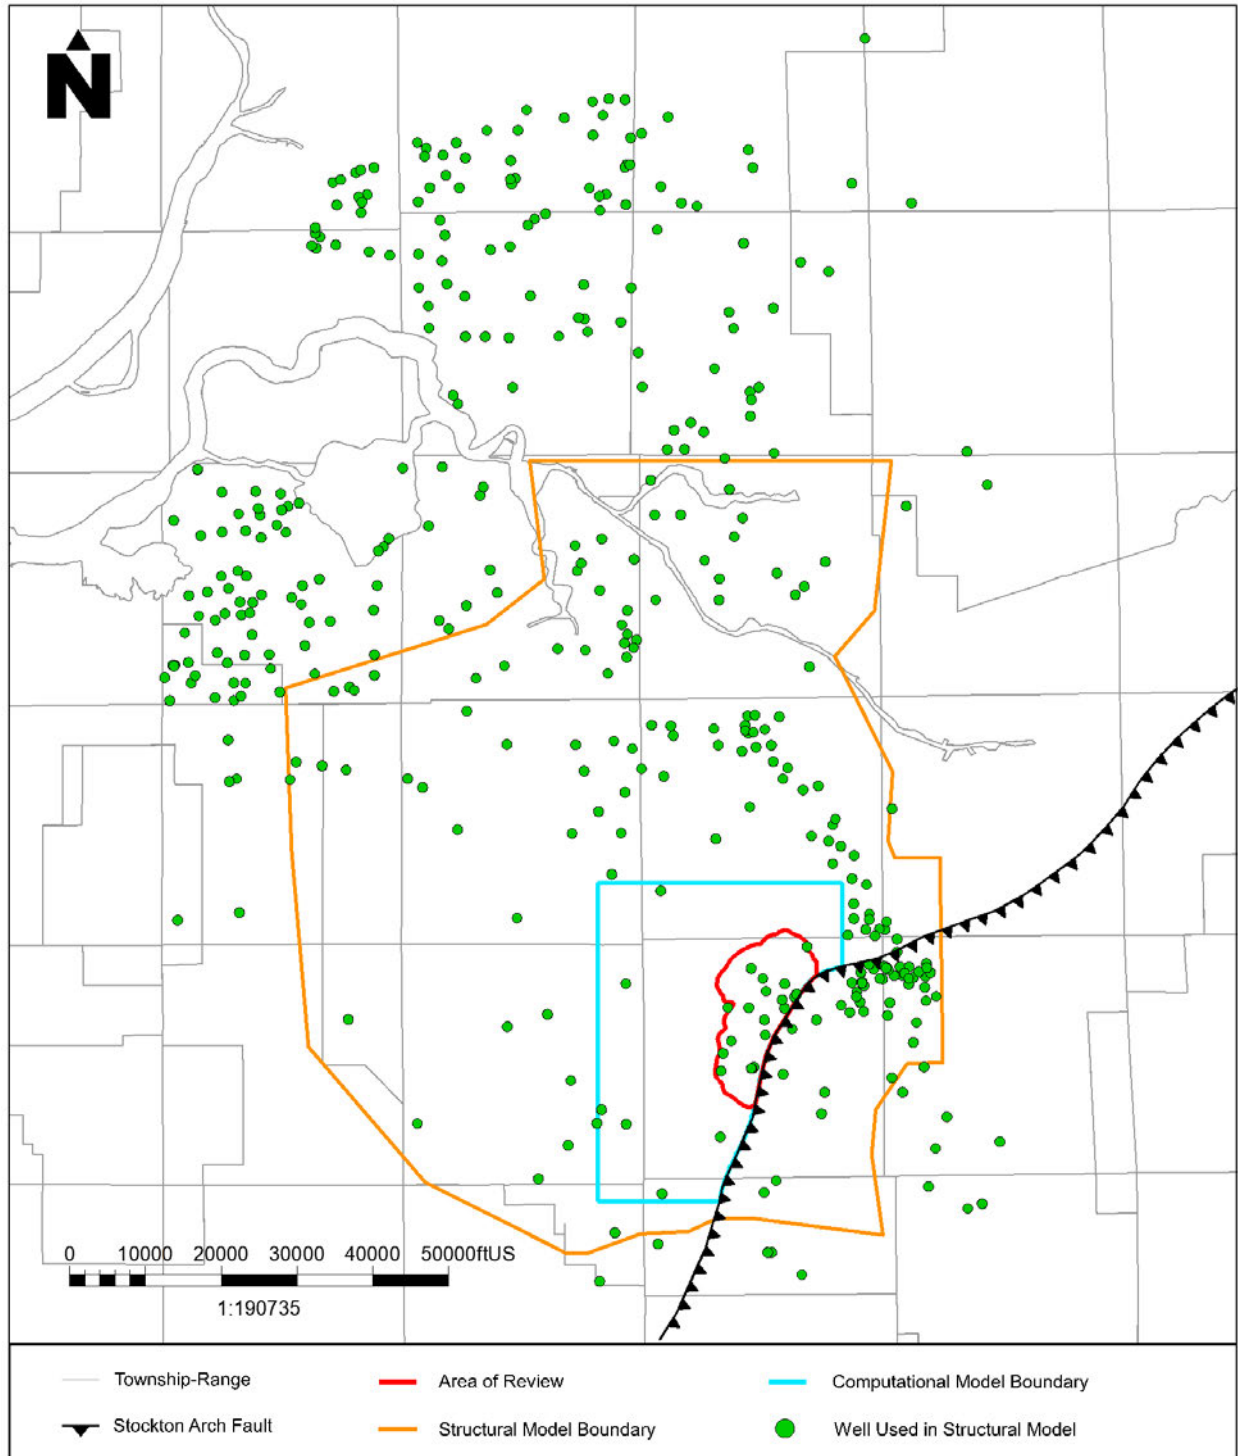 N
0 10000 20000 30000 40000 50000ftUS
1:190735
Township-Range Area of Review Computational Model Boundary
Stockton Arch Fault Structural Model Boundary Well Used in Structural Model